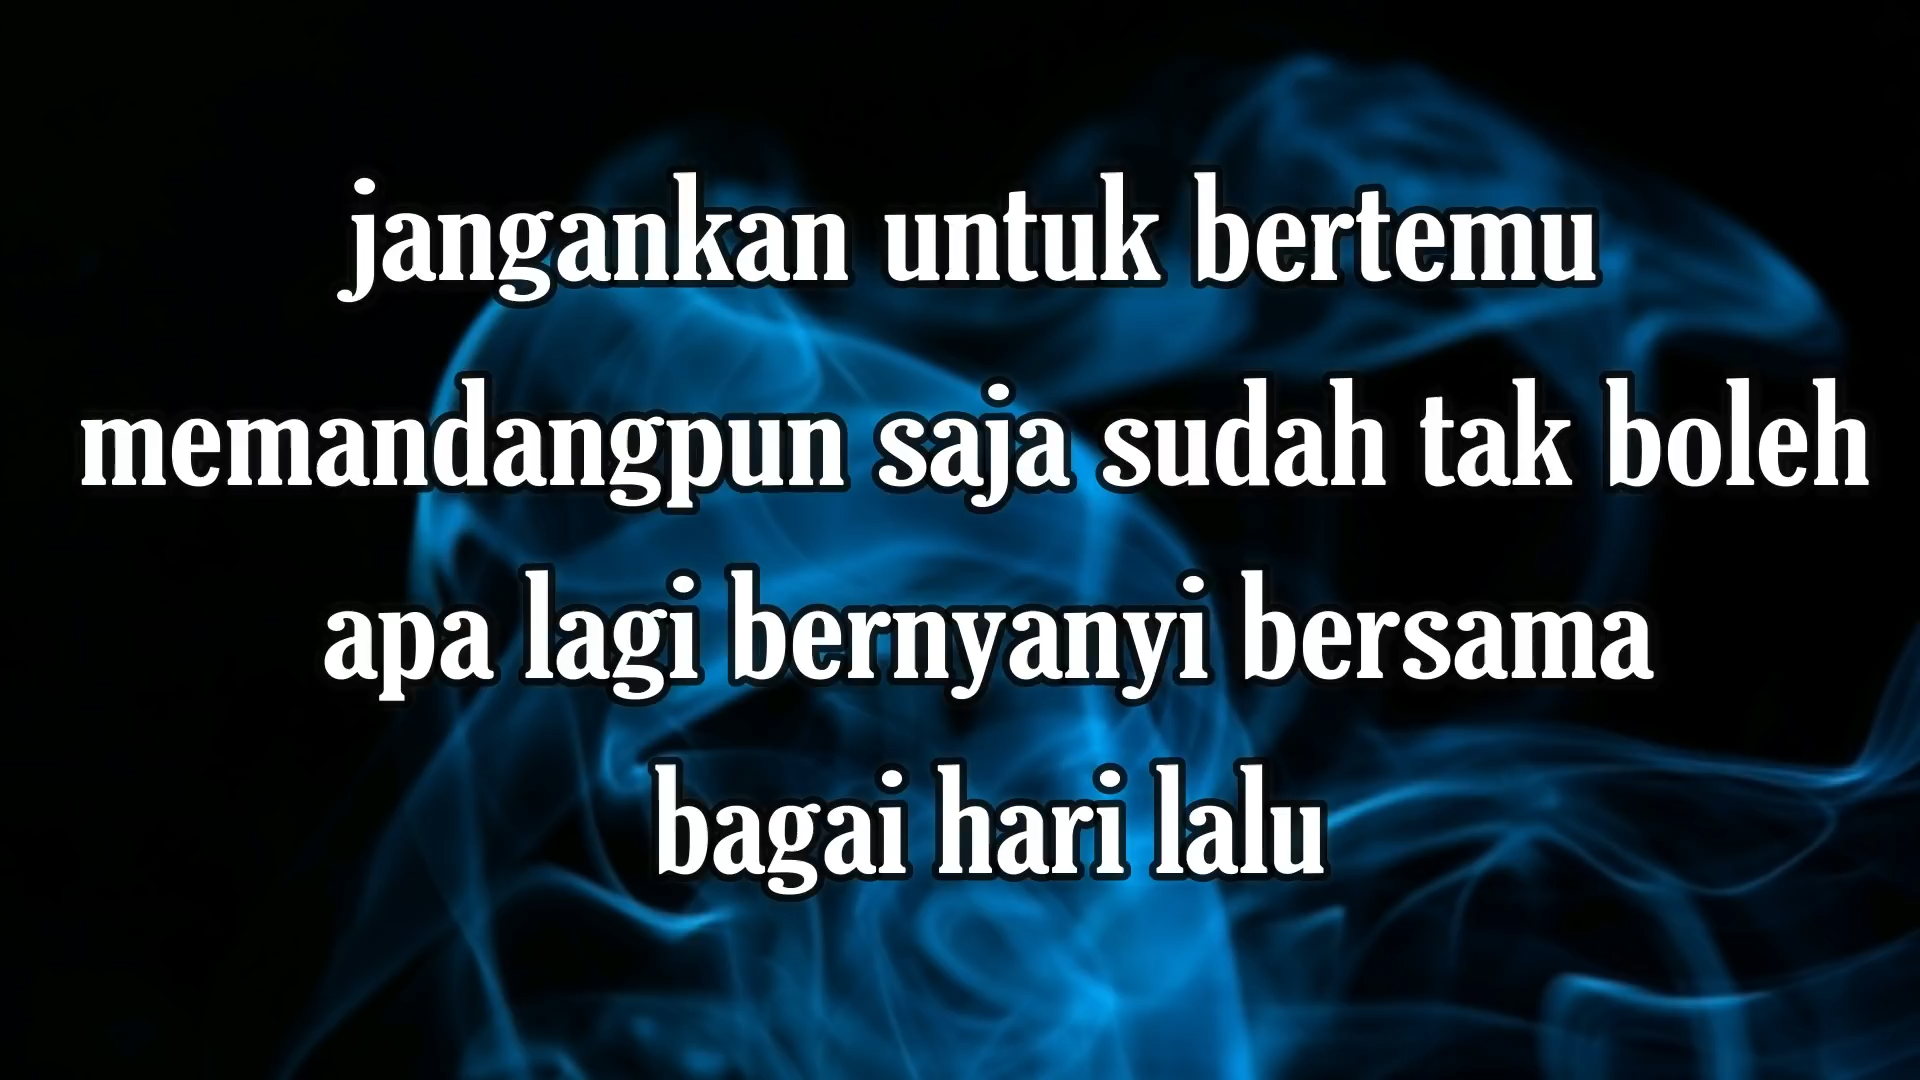 jangankan untuk bertemu
memandangpun saja sudah tak boleh
apa lagi bernyanyi bersama
bagai hari lalu